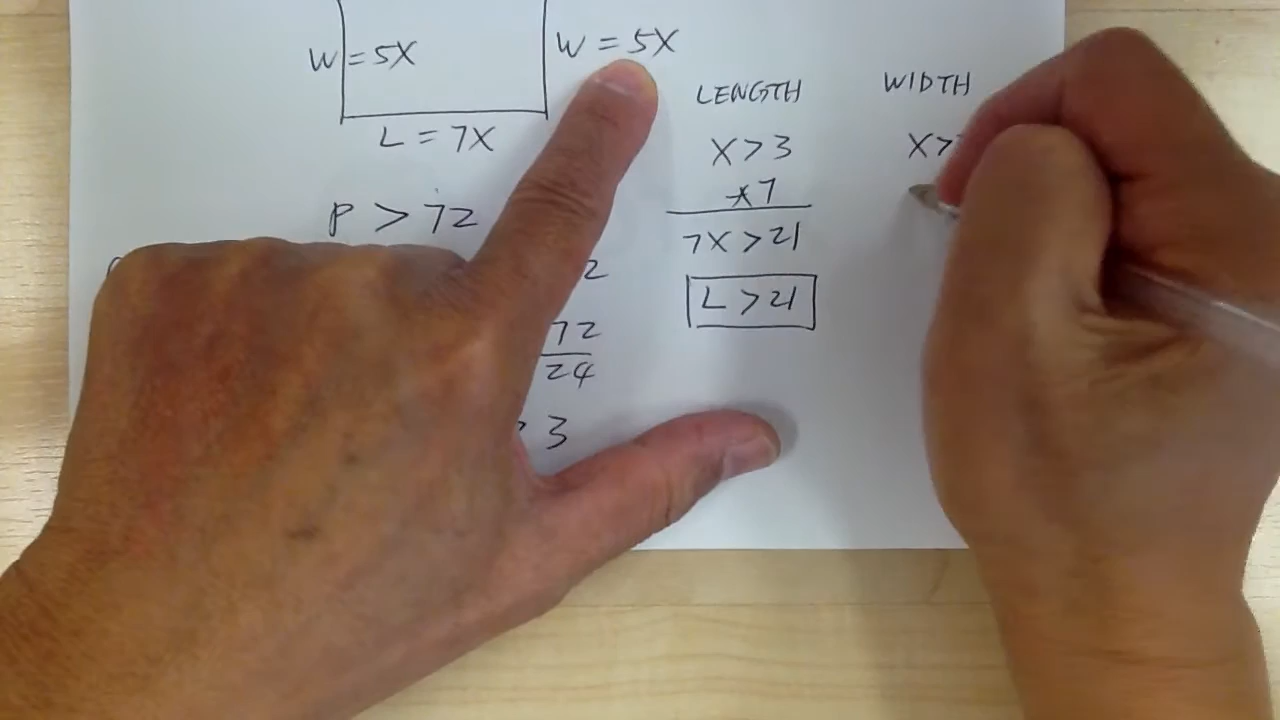 W = 5X
W = 5X
L = 7X
P > 72
2
72
24
> 3
LENGTH
X > 3
×7
7X > 21
L > 21
WIDTH
X >